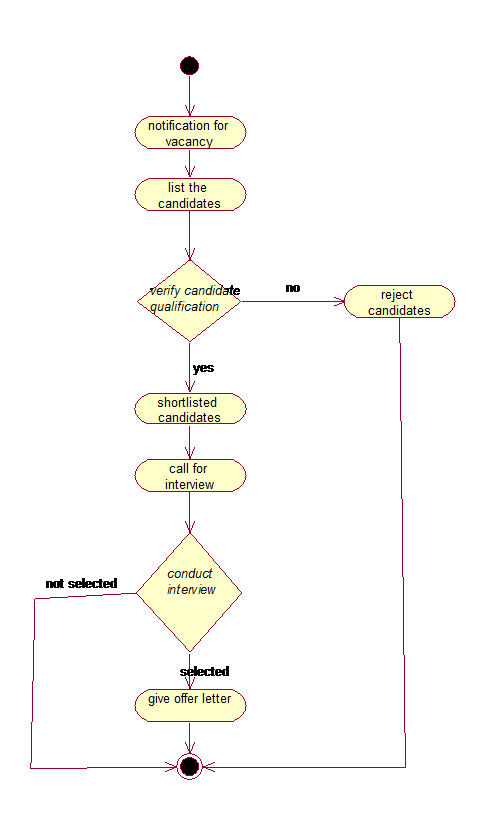 notification for
vacancy
list the
candidates
verify candidate
qualification
no
reject
candidates
yes
shortlisted
candidates
call for
interview
conduct
interview
not selected
selected
give offer letter